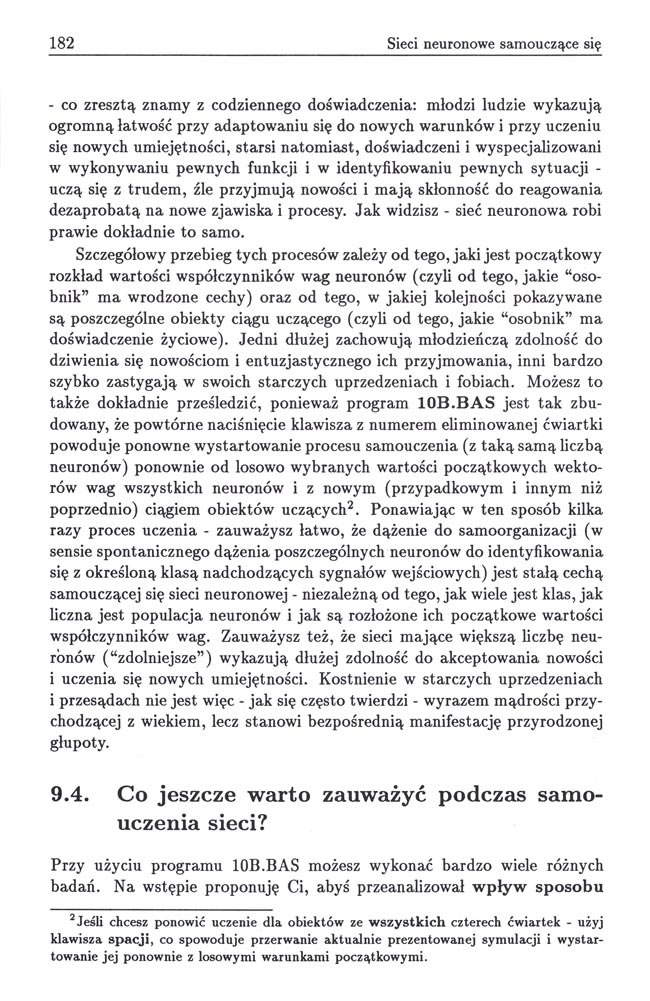 182 Sieci neuronowe samouczące się
- co zresztą znamy z codziennego doświadczenia: młodzi ludzie wykazują
ogromną łatwość przy adaptowaniu się do nowych warunków i przy uczeniu
się nowych umiejętności, starsi natomiast, doświadczeni i wyspecjalizowani
w wykonywaniu pewnych funkcji i w identyfikowaniu pewnych sytuacji -
uczą się z trudem, źle przyjmują nowości i mają skłonność do reagowania
dezaprobatą na nowe zjawiska i procesy. Jak widzisz - sieć neuronowa robi
prawie dokładnie to samo.
Szczegółowy przebieg tych procesów zależy od tego, jaki jest początkowy
rozkład wartości współczynników wag neuronów (czyli od tego, jakie “oso-
bnik” ma wrodzone cechy) oraz od tego, w jakiej kolejności pokazywane
są poszczególne obiekty ciągu uczącego (czyli od tego, jakie “osobnik” ma
doświadczenie życiowe). Jedni dłużej zachowują młodzieńczą zdolność do
dziwienia się nowościom i entuzjastycznego ich przyjmowania, inni bardzo
szybko zastygają w swoich starczych uprzedzeniach i fobiach. Możesz to
także dokładnie prześledzić, ponieważ program 10B.BAS jest tak zbu-
dowany, że powtórne naciśnięcie klawisza z numerem eliminowanej ćwiartki
powoduje ponowne wystartowanie procesu samouczenia (z taką samą liczbą
neuronów) ponownie od losowo wybranych wartości początkowych wekto-
rów wag wszystkich neuronów i z nowym (przypadkowym i innym niż
poprzednio) ciągiem obiektów uczących². Ponawiając w ten sposób kilka
razy proces uczenia - zauważysz łatwo, że dążenie do samoorganizacji (w
sensie spontanicznego dążenia poszczególnych neuronów do identyfikowania
się z określoną klasą nadchodzących sygnałów wejściowych) jest stałą cechą
samouczącej się sieci neuronowej - niezależną od tego, jak wiele jest klas, jak
liczna jest populacja neuronów i jak są rozłożone ich początkowe wartości
współczynników wag. Zauważysz też, że sieci mające większą liczbę neu-
ronów (“zdolniejsze”) wykazują dłużej zdolność do akceptowania nowości
i uczenia się nowych umiejętności. Kostnienie w starczych uprzedzeniach
i przesądach nie jest więc - jak się często twierdzi - wyrazem mądrości przy-
chodzącej z wiekiem, lecz stanowi bezpośrednią manifestację przyrodzonej
głupoty.
9.4. Co jeszcze warto zauważyć podczas samo-
uczenia sieci?
Przy użyciu programu 10B.BAS możesz wykonać bardzo wiele różnych
badań. Na wstępie proponuję Ci, abyś przeanalizował wpływ sposobu
²Jeśli chcesz ponowić uczenie dla obiektów ze wszystkich czterech ćwiartek - użyj
klawisza spacji, co spowoduje przerwanie aktualnie prezentowanej symulacji i wystar-
towanie jej ponownie z losowymi warunkami początkowymi.